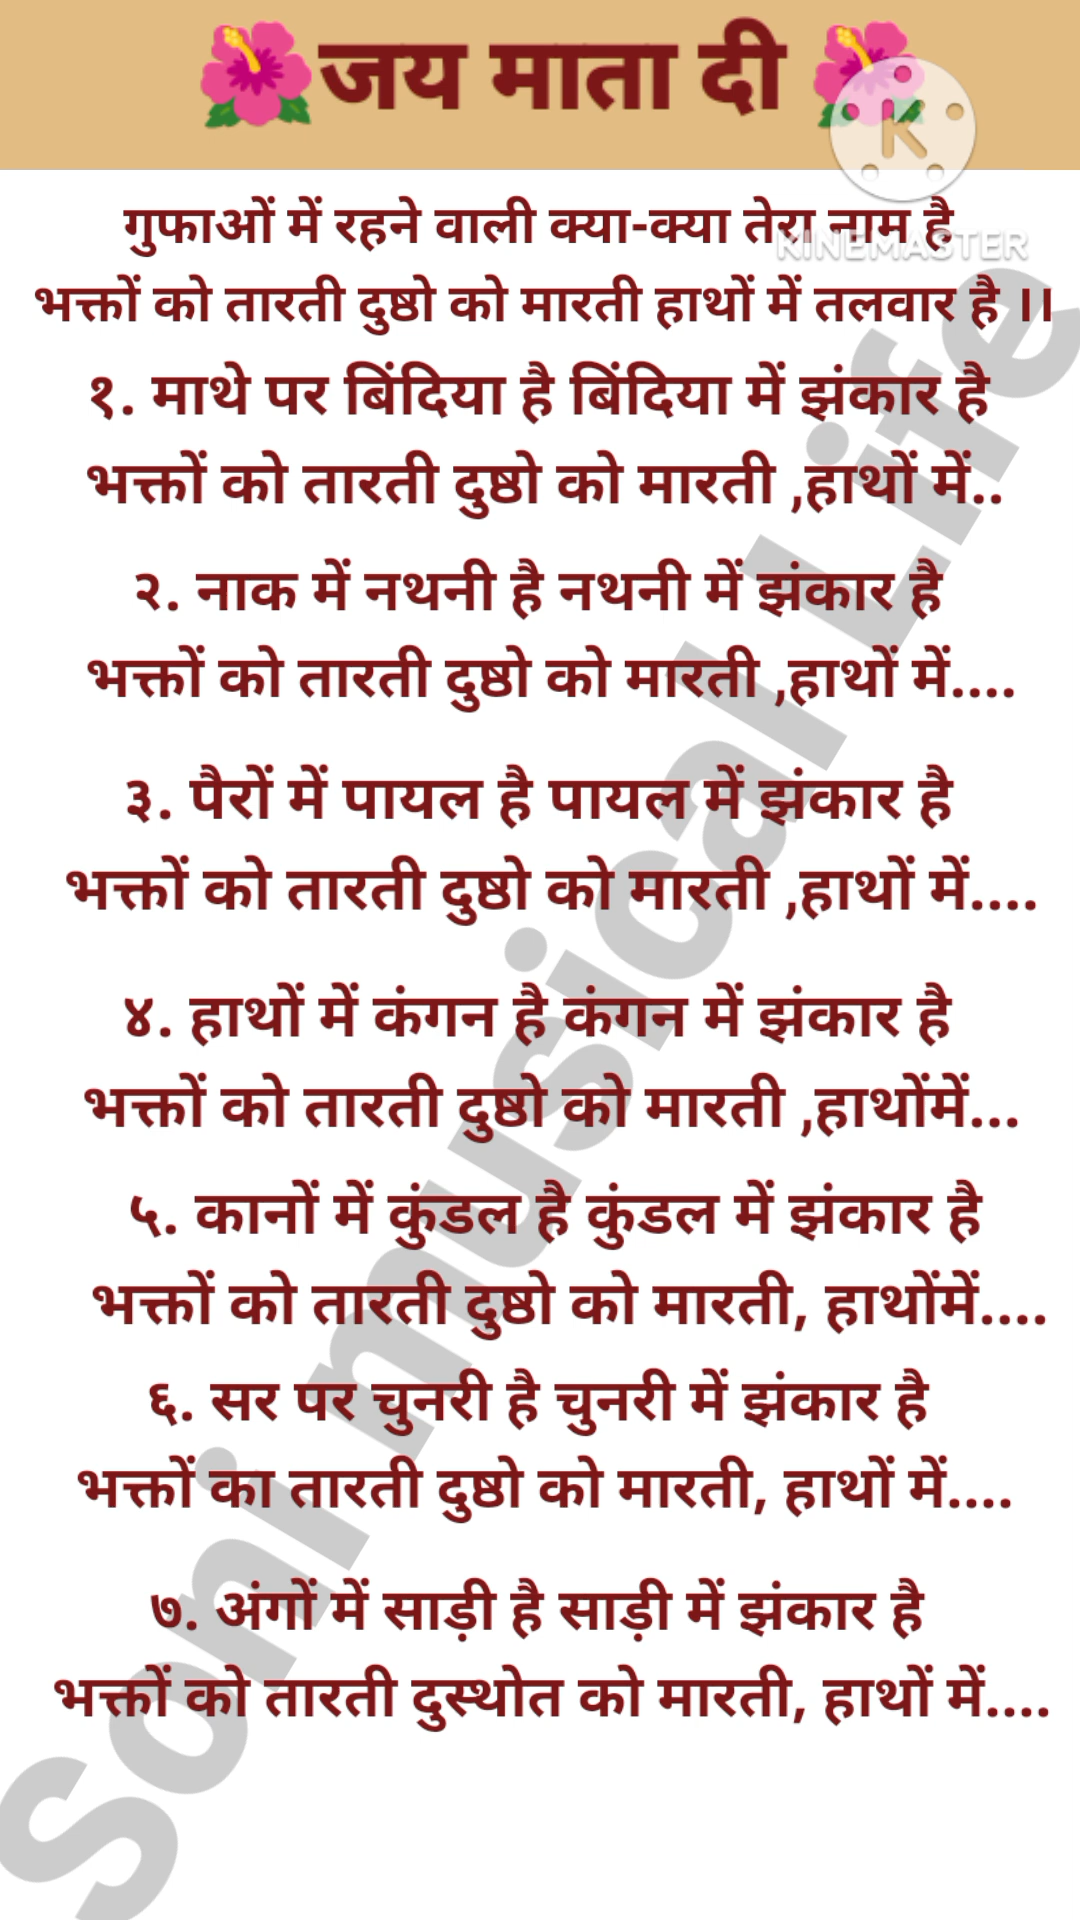 🌺जय माता दी 🌺
KINEMASTER
गुफाओं में रहने वाली क्या-क्या तेरा नाम है
भक्तों को तारती दुष्ठो को मारती हाथों में तलवार है ।।
१. माथे पर बिंदिया है बिंदिया में झंकार है
भक्तों को तारती दुष्ठो को मारती ,हाथों में..
२. नाक में नथनी है नथनी में झंकार है
भक्तों को तारती दुष्ठो को मारती ,हाथों में....
३. पैरों में पायल है पायल में झंकार है
भक्तों को तारती दुष्ठो को मारती ,हाथों में....
४. हाथों में कंगन है कंगन में झंकार है
भक्तों को तारती दुष्ठो को मारती ,हाथोंमें...
५. कानों में कुंडल है कुंडल में झंकार है
भक्तों को तारती दुष्ठो को मारती, हाथोंमें....
६. सर पर चुनरी है चुनरी में झंकार है
भक्तों का तारती दुष्ठो को मारती, हाथों में....
७. अंगों में साड़ी है साड़ी में झंकार है
भक्तों को तारती दुस्थोत को मारती, हाथों में....
Soni musical Life